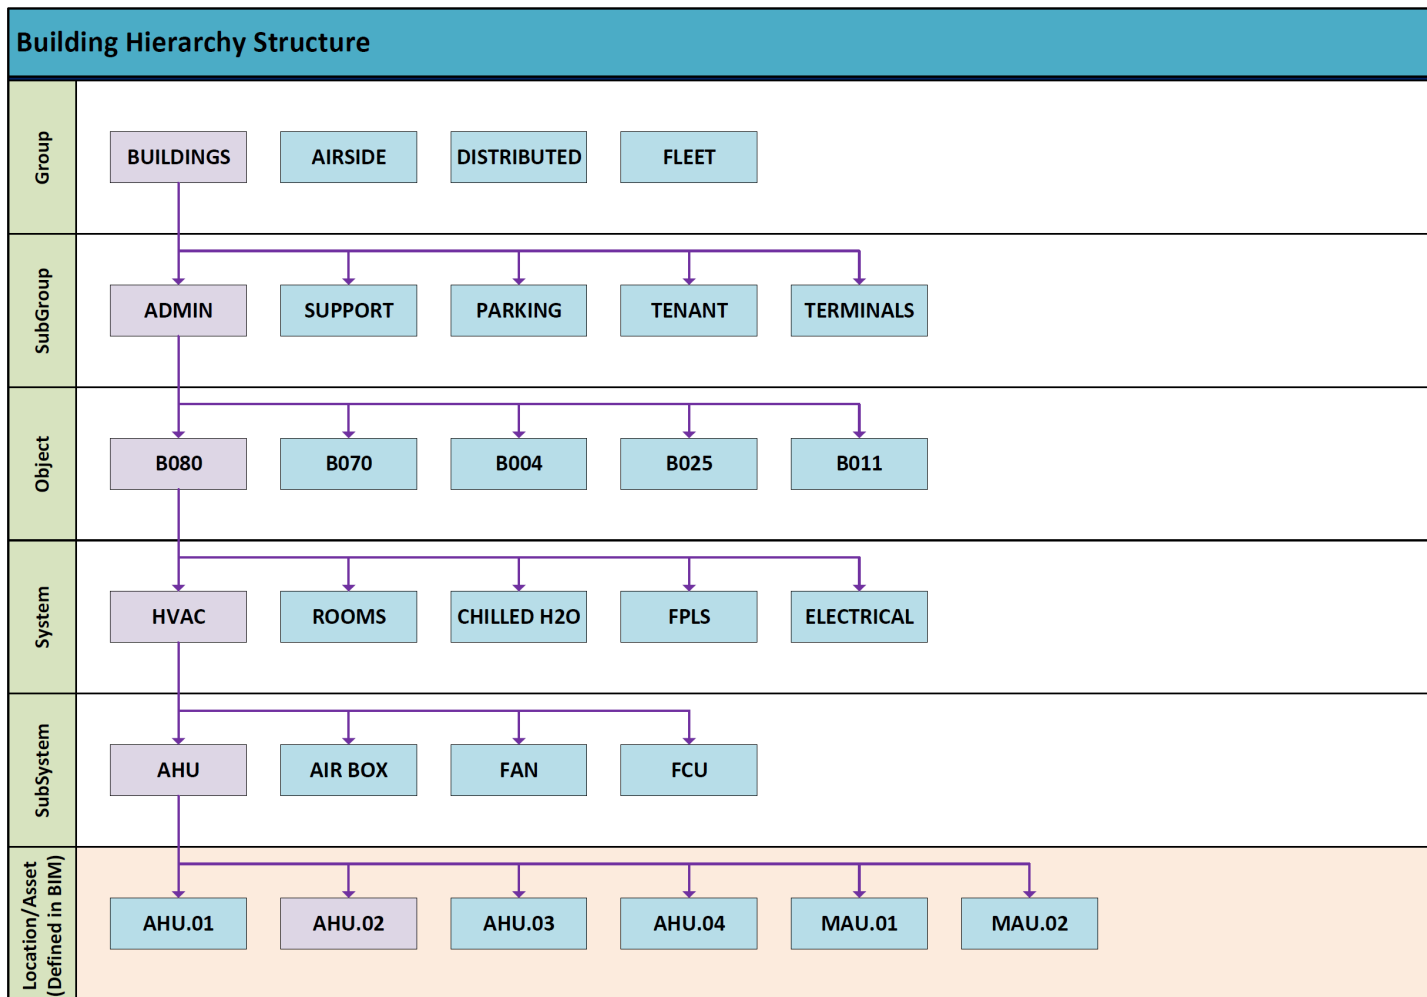 Building Hierarchy Structure
Group
BUILDINGS
AIRSIDE
DISTRIBUTED
FLEET
SubGroup
ADMIN
SUPPORT
PARKING
TENANT
TERMINALS
Object
B080
B070
B004
B025
B011
System
HVAC
ROOMS
CHILLED H2O
FPLS
ELECTRICAL
SubSystem
AHU
AIR BOX
FAN
FCU
Location/Asset
(Defined in BIM)
AHU.01
AHU.02
AHU.03
AHU.04
MAU.01
MAU.02